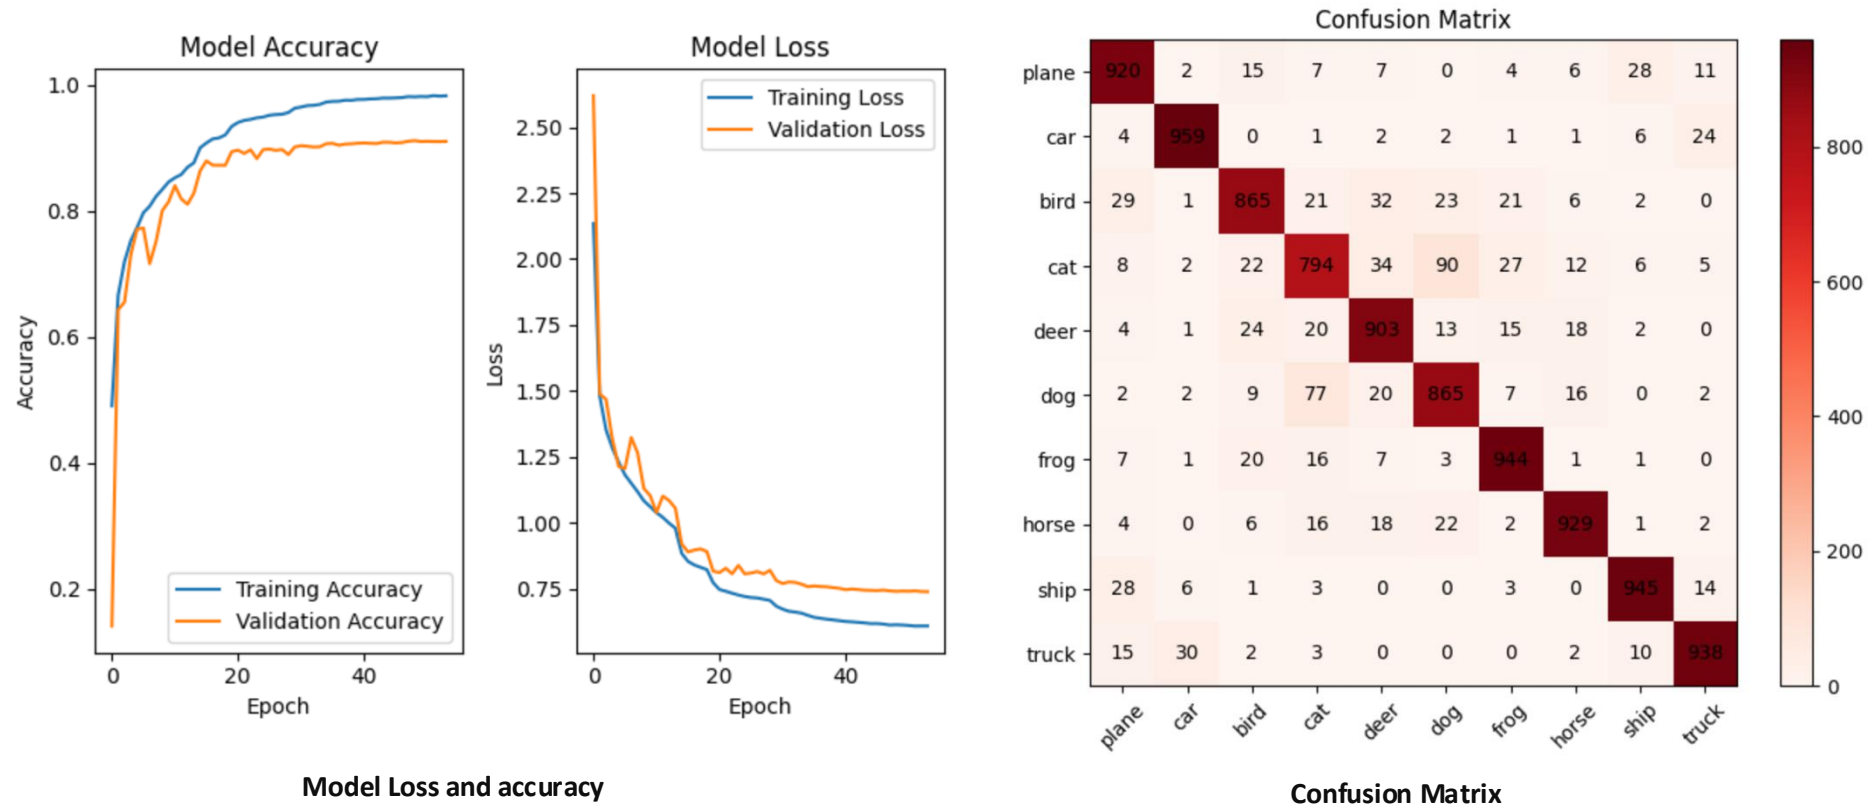 Model Accuracy
1.0
0.8
0.6
0.4
0.2
Accuracy
Training Accuracy
Validation Accuracy
0 20 40
Epoch
Model Loss
2.50
2.25
2.00
1.75
1.50
1.25
1.00
0.75
Loss
Training Loss
Validation Loss
0 20 40
Epoch
Model Loss and accuracy
Confusion Matrix
plane 920 2 15 7 7 0 4 6 28 11
car 4 959 0 1 2 2 1 1 6 24
bird 29 1 865 21 32 23 21 6 2 0
cat 8 2 22 794 34 90 27 12 6 5
deer 4 1 24 20 903 13 15 18 2 0
dog 2 2 9 77 20 865 7 16 0 2
frog 7 1 20 16 7 3 944 1 1 0
horse 4 0 6 16 18 22 2 929 1 2
ship 28 6 1 3 0 0 3 0 945 14
truck 15 30 2 3 0 0 0 2 10 938
plane car bird cat deer dog frog horse ship truck
800
600
400
200
0
Confusion Matrix